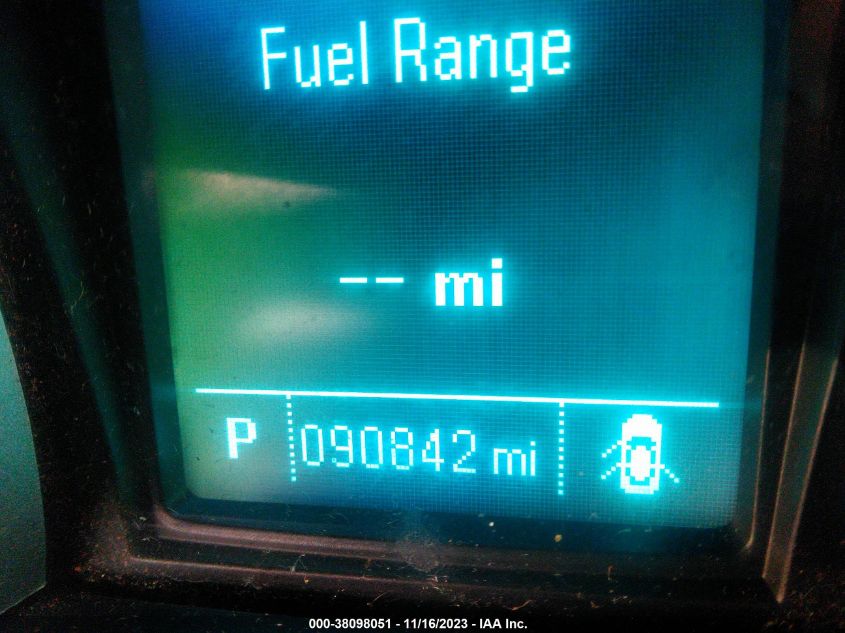 Fuel Range
-- mi
P 090842 mi
000-38098051 - 11/16/2023 - IAA Inc.